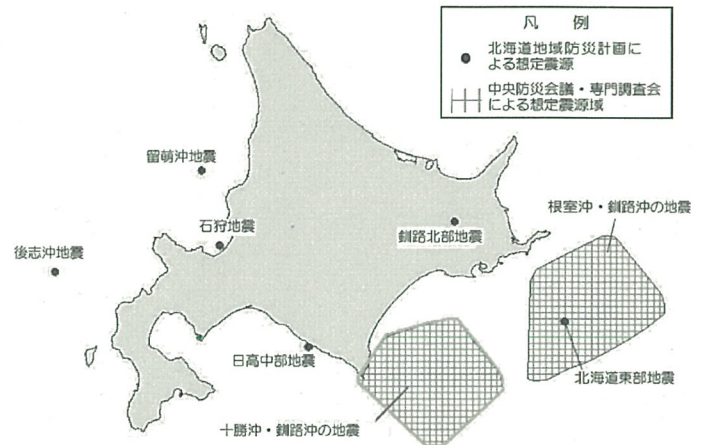 凡　例
北海道地域防災計画に
よる想定震源
中央防災会議・専門調査会
による想定震源域
留萌沖地震
根室沖・釧路沖の地震
石狩地震
釧路北部地震
後志沖地震
日高中部地震
北海道東部地震
十勝沖・釧路沖の地震